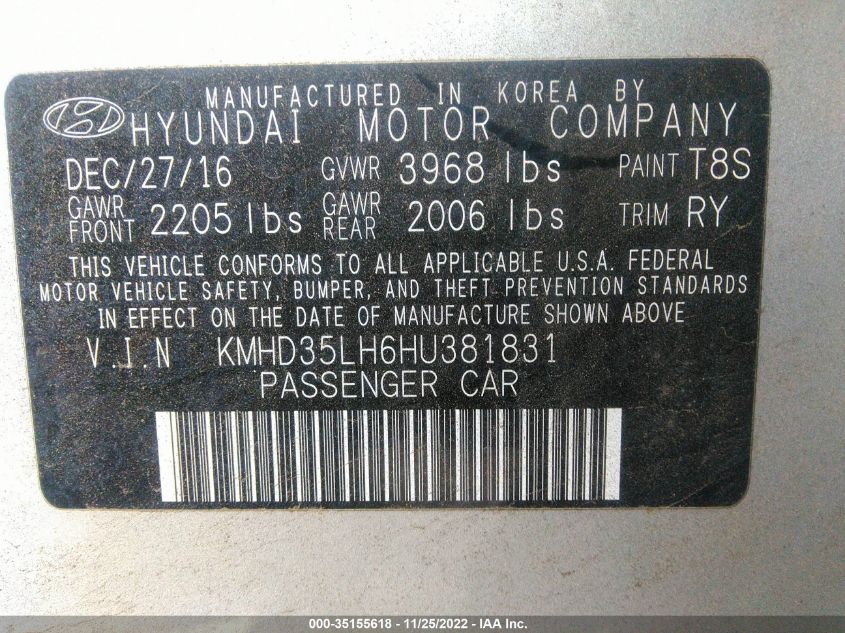 MANUFACTURED IN KOREA BY
HYUNDAI MOTOR COMPANY
DEC/27/16 GVWR 3968 lbs PAINT T8S
GAWR FRONT 2205 lbs GAWR REAR 2006 lbs TRIM RY
THIS VEHICLE CONFORMS TO ALL APPLICABLE U.S.A. FEDERAL
MOTOR VEHICLE SAFETY, BUMPER, AND THEFT PREVENTION STANDARDS
IN EFFECT ON THE DATE OF MANUFACTURE SHOWN ABOVE
V.I.N KMHD35LH6HU381831
PASSENGER CAR
000-35155618 - 11/25/2022 - IAA Inc.